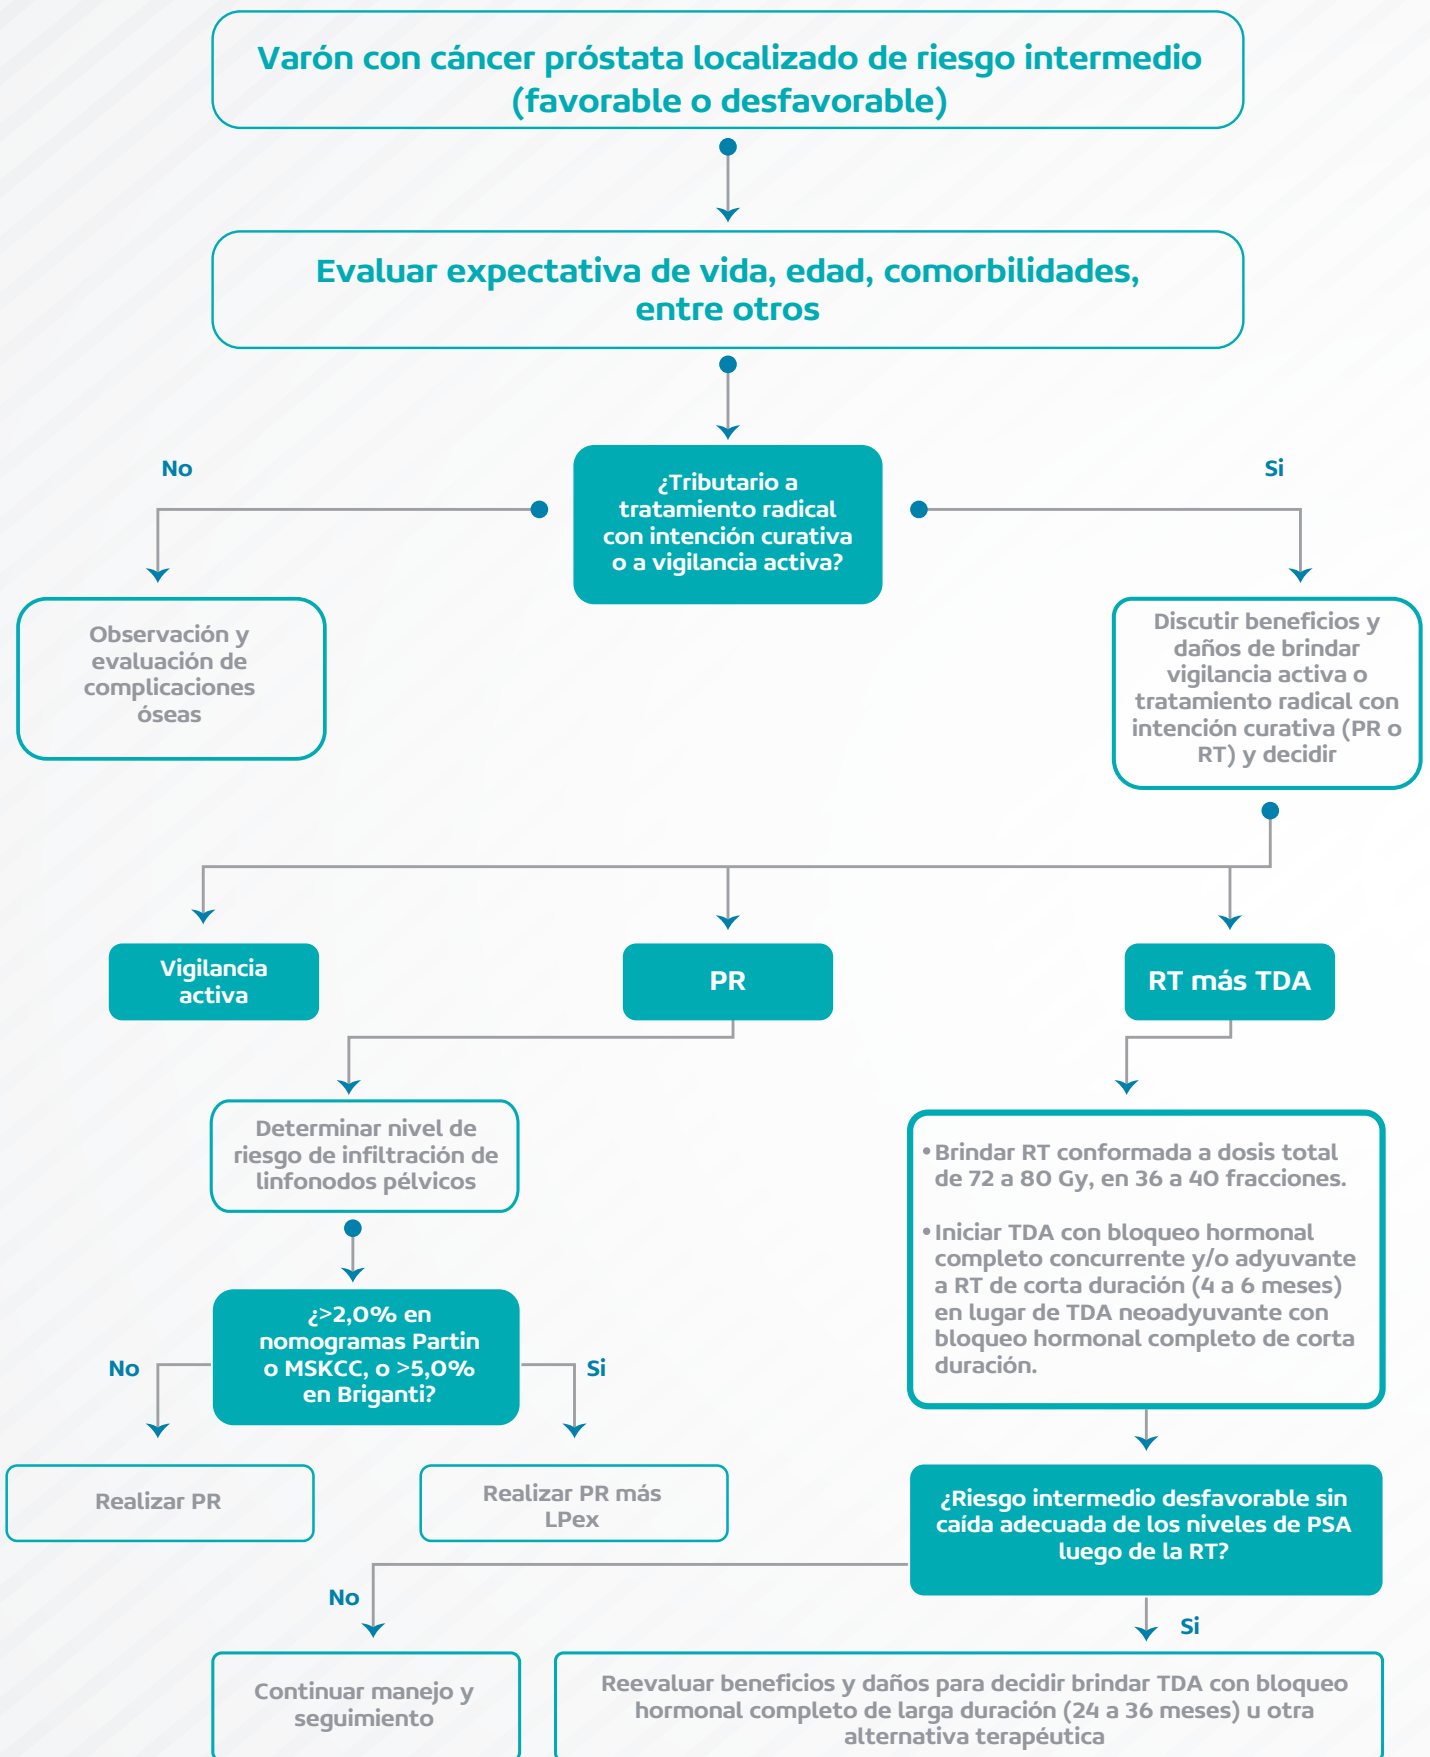 Varón con cáncer próstata localizado de riesgo intermedio
(favorable o desfavorable)
Evaluar expectativa de vida, edad, comorbilidades,
entre otros
No
¿Tributario a
tratamiento radical
con intención curativa
o a vigilancia activa?
Si
Observación y
evaluación de
complicaciones
óseas
Discutir beneficios y
daños de brindar
vigilancia activa o
tratamiento radical con
intención curativa (PR o
RT) y decidir
Vigilancia
activa
PR
RT más TDA
Determinar nivel de
riesgo de infiltración de
linfonodos pélvicos
• Brindar RT conformada a dosis total
de 72 a 80 Gy, en 36 a 40 fracciones.
• Iniciar TDA con bloqueo hormonal
completo concurrente y/o adyuvante
a RT de corta duración (4 a 6 meses)
en lugar de TDA neoadyuvante con
bloqueo hormonal completo de corta
duración.
¿>2,0% en
nomogramas Partin
o MSKCC, o >5,0%
en Briganti?
No
Si
Realizar PR
Realizar PR más
LPex
¿Riesgo intermedio desfavorable sin
caída adecuada de los niveles de PSA
luego de la RT?
No
Si
Continuar manejo y
seguimiento
Reevaluar beneficios y daños para decidir brindar TDA con bloqueo
hormonal completo de larga duración (24 a 36 meses) u otra
alternativa terapéutica